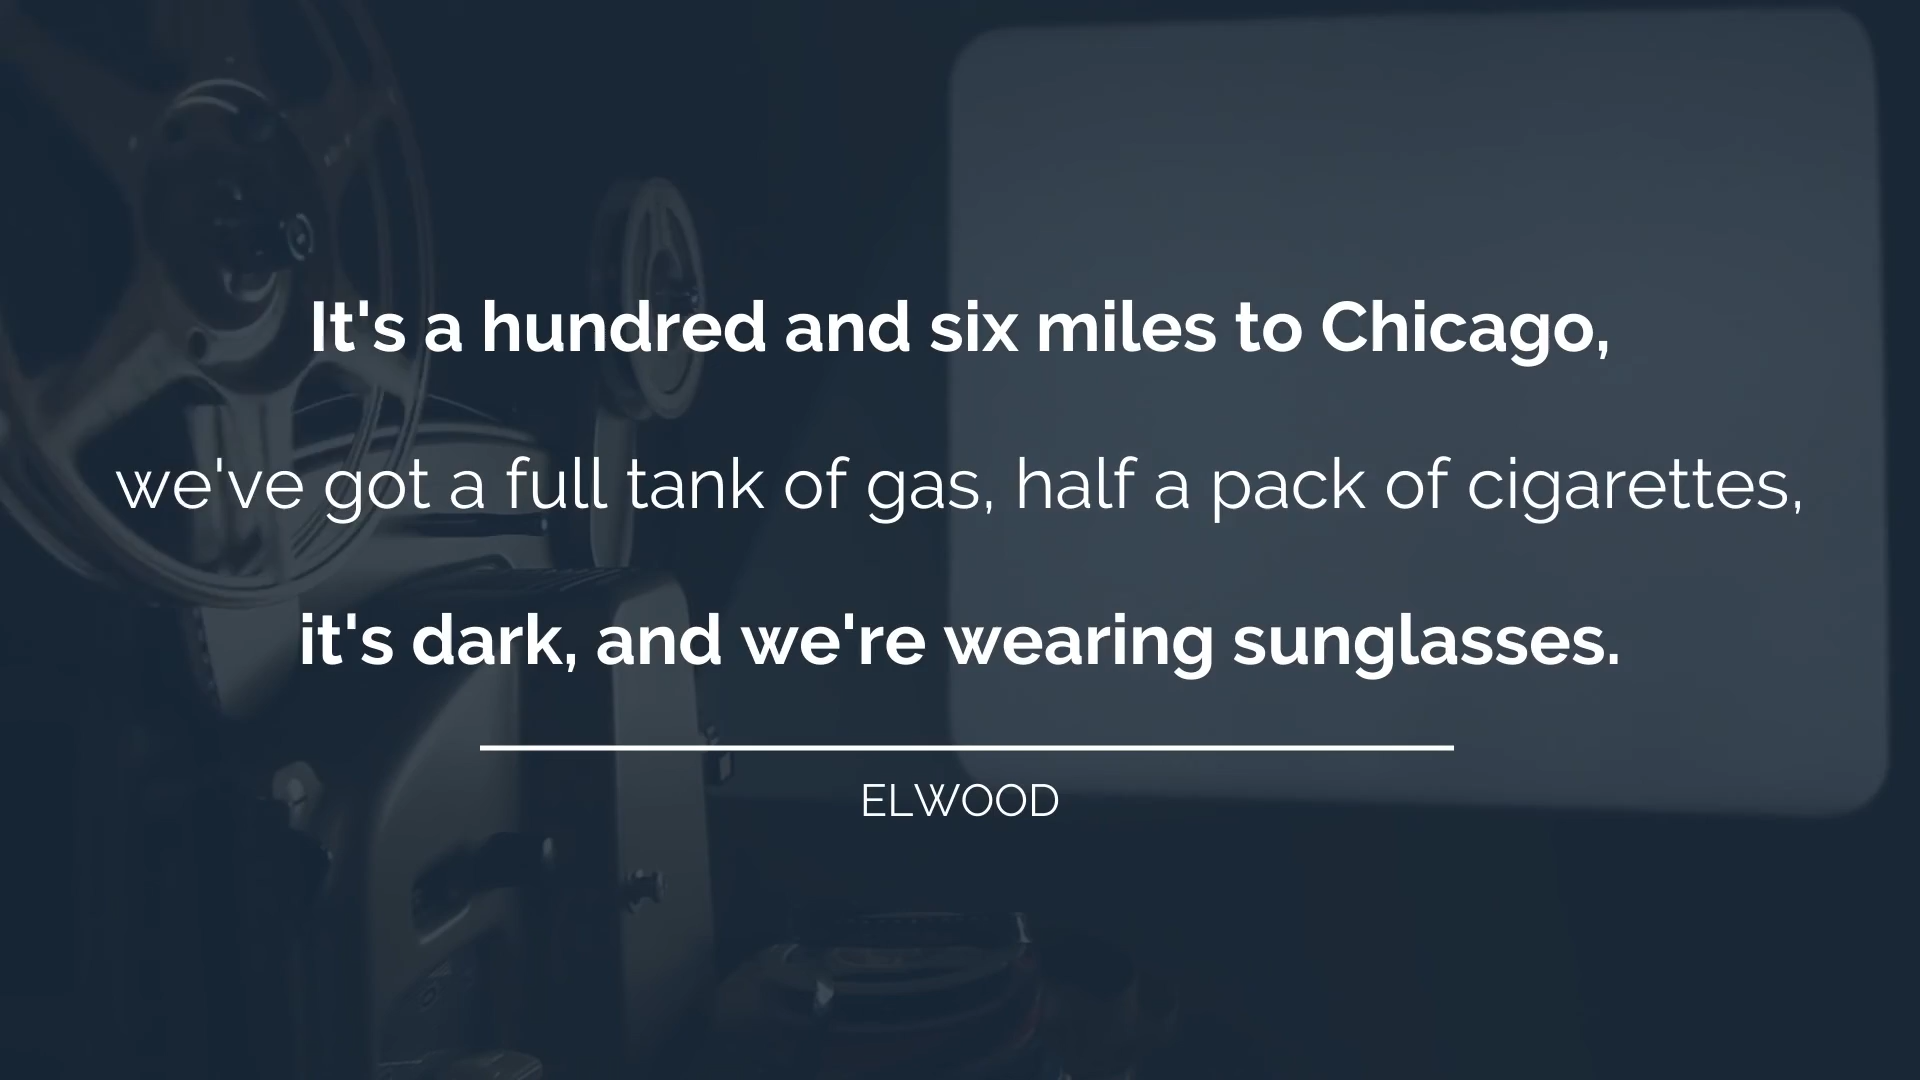 It's a hundred and six miles to Chicago,
we've got a full tank of gas, half a pack of cigarettes,
it's dark, and we're wearing sunglasses.
ELWOOD